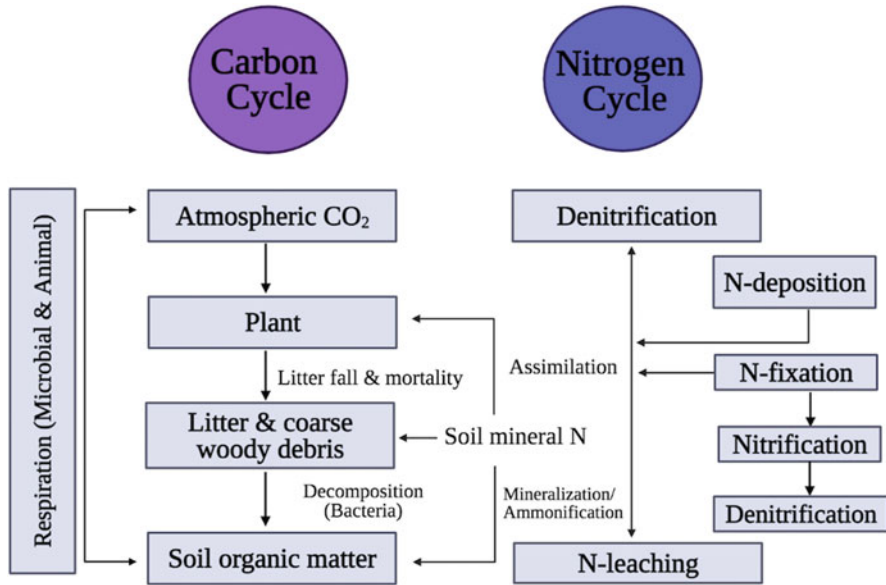 Carbon
Cycle
Nitrogen
Cycle
Respiration (Microbial & Animal)
Atmospheric CO₂
Plant
Litter fall & mortality
Litter & coarse
woody debris
Decomposition
(Bacteria)
Soil organic matter
Soil mineral N
Denitrification
N-deposition
Assimilation
N-fixation
Nitrification
Mineralization/
Ammonification
Denitrification
N-leaching